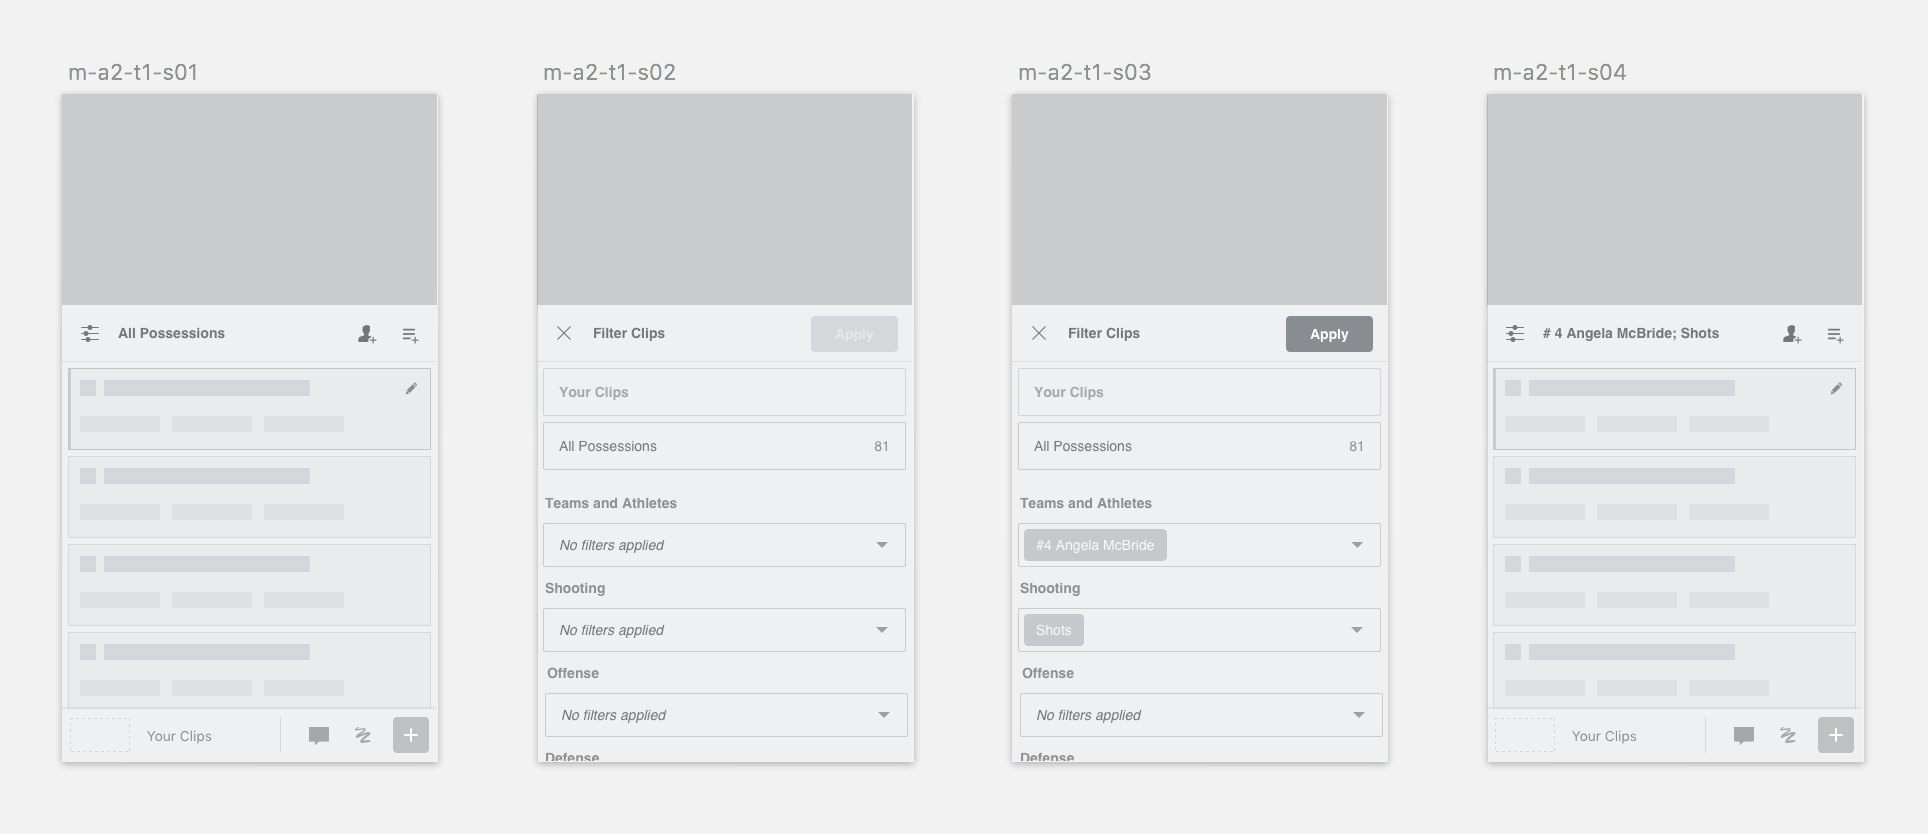 m-a2-t1-s01
All Possessions
Your Clips
m-a2-t1-s02
Filter Clips
Apply
Your Clips
All Possessions 81
Teams and Athletes
No filters applied
Shooting
No filters applied
Offense
No filters applied
Defense
m-a2-t1-s03
Filter Clips
Apply
Your Clips
All Possessions 81
Teams and Athletes
#4 Angela McBride
Shooting
Shots
Offense
No filters applied
Defense
m-a2-t1-s04
# 4 Angela McBride; Shots
Your Clips